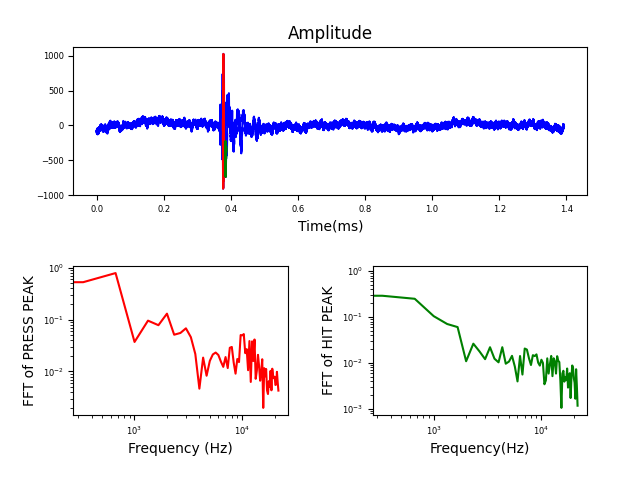 Amplitude
1000
500
0
−500
−1000
0.0 0.2 0.4 0.6 0.8 1.0 1.2 1.4
Time(ms)
FFT of PRESS PEAK
10⁰
10⁻¹
10⁻²
10³ 10⁴
Frequency (Hz)
FFT of HIT PEAK
10⁰
10⁻¹
10⁻²
10⁻³
10³ 10⁴
Frequency(Hz)